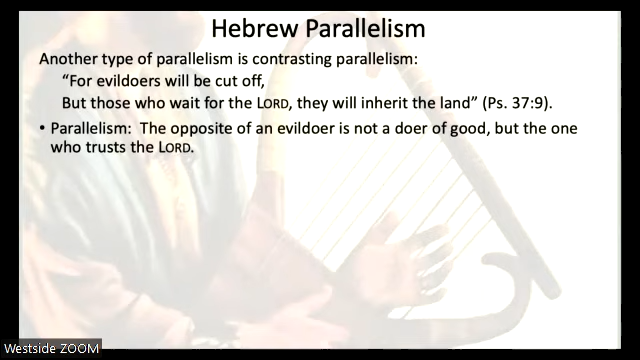 Hebrew Parallelism
Another type of parallelism is contrasting parallelism:
“For evildoers will be cut off,
But those who wait for the LORD, they will inherit the land” (Ps. 37:9).
• Parallelism: The opposite of an evildoer is not a doer of good, but the one
who trusts the LORD.
Westside ZOOM